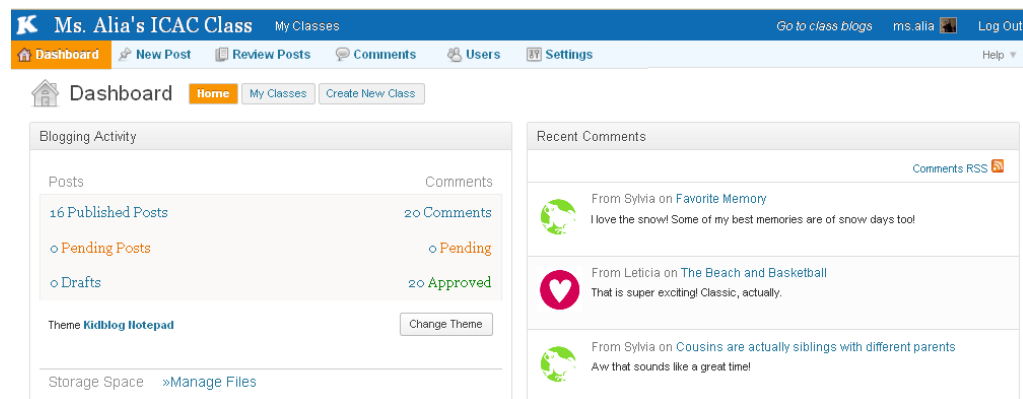 K Ms. Alia's ICAC Class My Classes Go to class blogs ms.alia Log Out
Dashboard New Post Review Posts Comments Users Settings Help
Dashboard Home My Classes Create New Class
Blogging Activity
Posts Comments
16 Published Posts 20 Comments
0 Pending Posts 0 Pending
0 Drafts 20 Approved
Theme Kidblog Notepad Change Theme
Storage Space »Manage Files
Recent Comments
Comments RSS
From Sylvia on Favorite Memory
I love the snow! Some of my best memories are of snow days too!
From Leticia on The Beach and Basketball
That is super exciting! Classic, actually.
From Sylvia on Cousins are actually siblings with different parents
Aw that sounds like a great time!